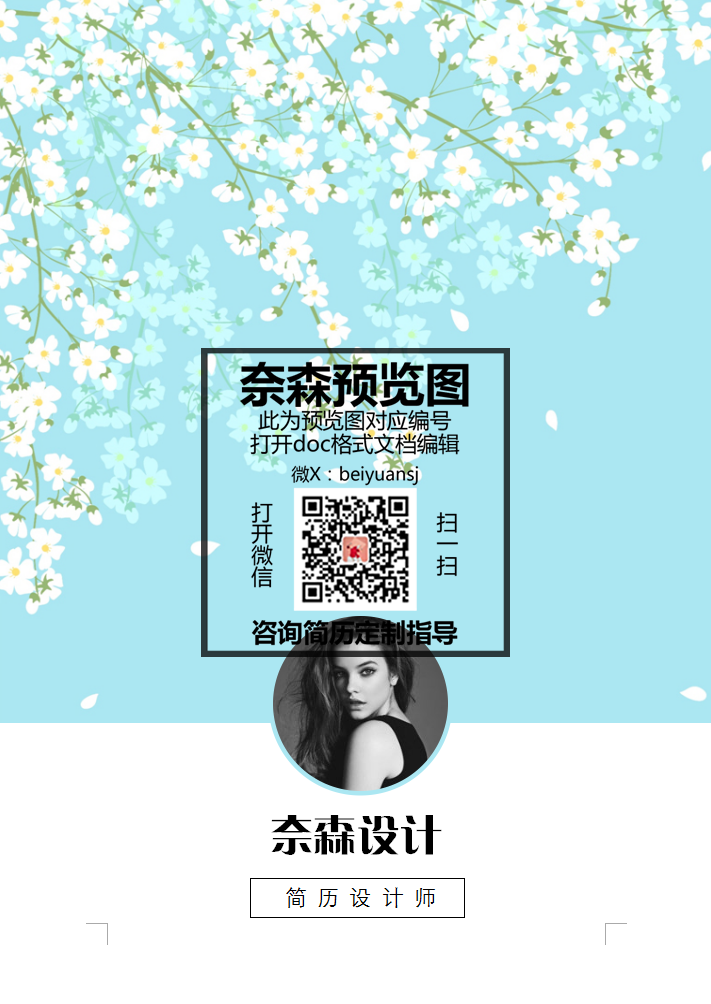 奈森预览图
此为预览图对应编号
打开doc格式文档编辑
微X：beiyuansj
打开微信
扫一扫
咨询简历定制指导
奈森设计
简历设计师